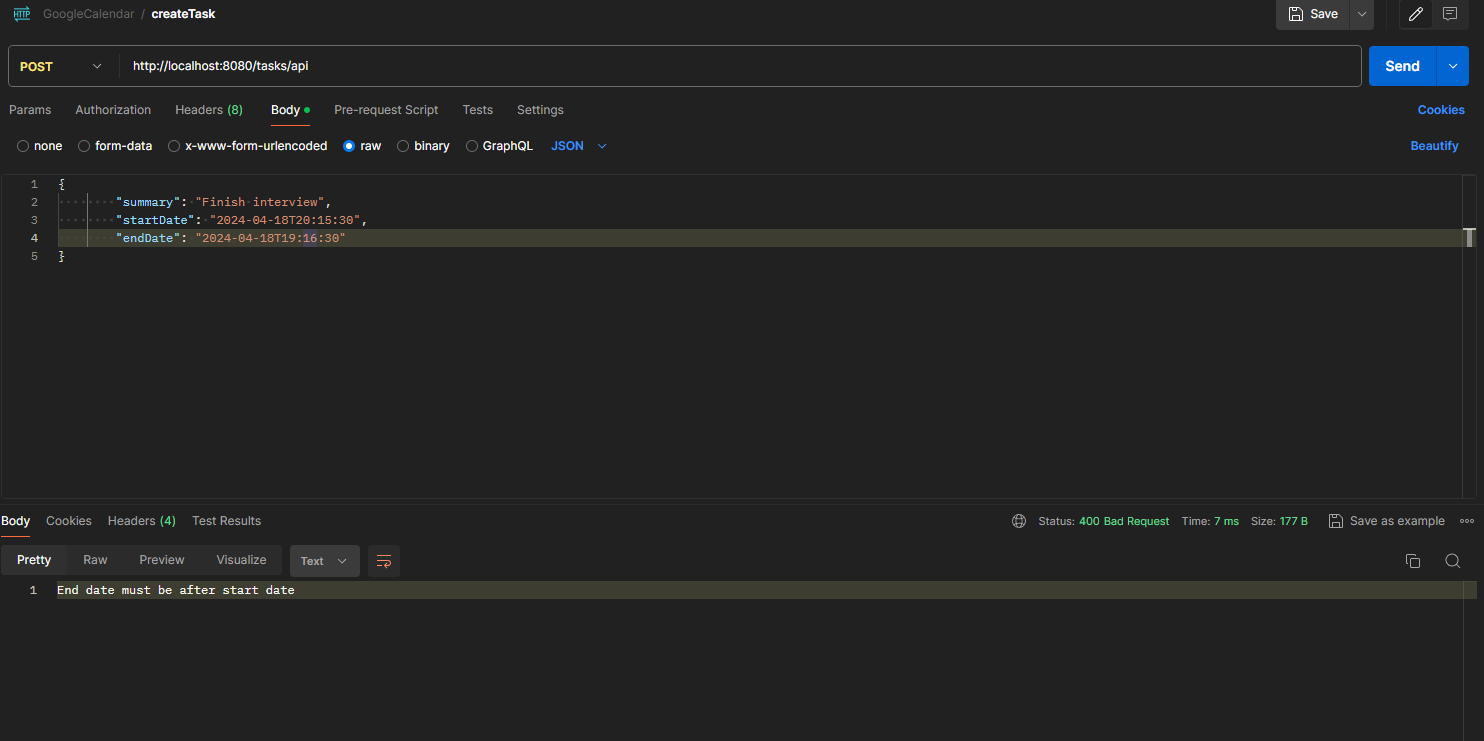 HTTP GoogleCalendar / createTask Save
POST http://localhost:8080/tasks/api Send
Params Authorization Headers (8) Body Pre-request Script Tests Settings Cookies
none form-data x-www-form-urlencoded raw binary GraphQL JSON Beautify
1 {
2 "summary": "Finish interview",
3 "startDate": "2024-04-18T20:15:30",
4 "endDate": "2024-04-18T19:16:30"
5 }
Body Cookies Headers (4) Test Results Status: 400 Bad Request Time: 7 ms Size: 177 B Save as example
Pretty Raw Preview Visualize Text
1 End date must be after start date